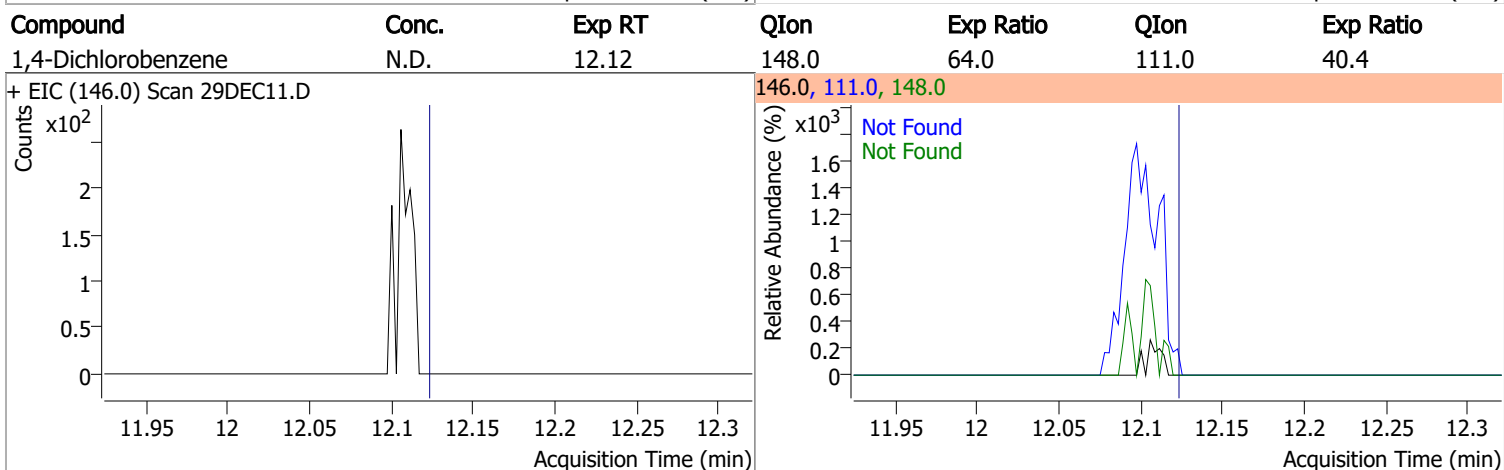 Compound Conc. Exp RT QIon Exp Ratio QIon Exp Ratio
1,4-Dichlorobenzene N.D. 12.12 148.0 64.0 111.0 40.4
+ EIC (146.0) Scan 29DEC11.D
Counts
x10²
2
1.5
1
0.5
0
11.95 12 12.05 12.1 12.15 12.2 12.25 12.3
Acquisition Time (min)
146.0, 111.0, 148.0
Relative Abundance (%)
x10³
Not Found
Not Found
1.6
1.4
1.2
1
0.8
0.6
0.4
0.2
0
11.95 12 12.05 12.1 12.15 12.2 12.25 12.3
Acquisition Time (min)